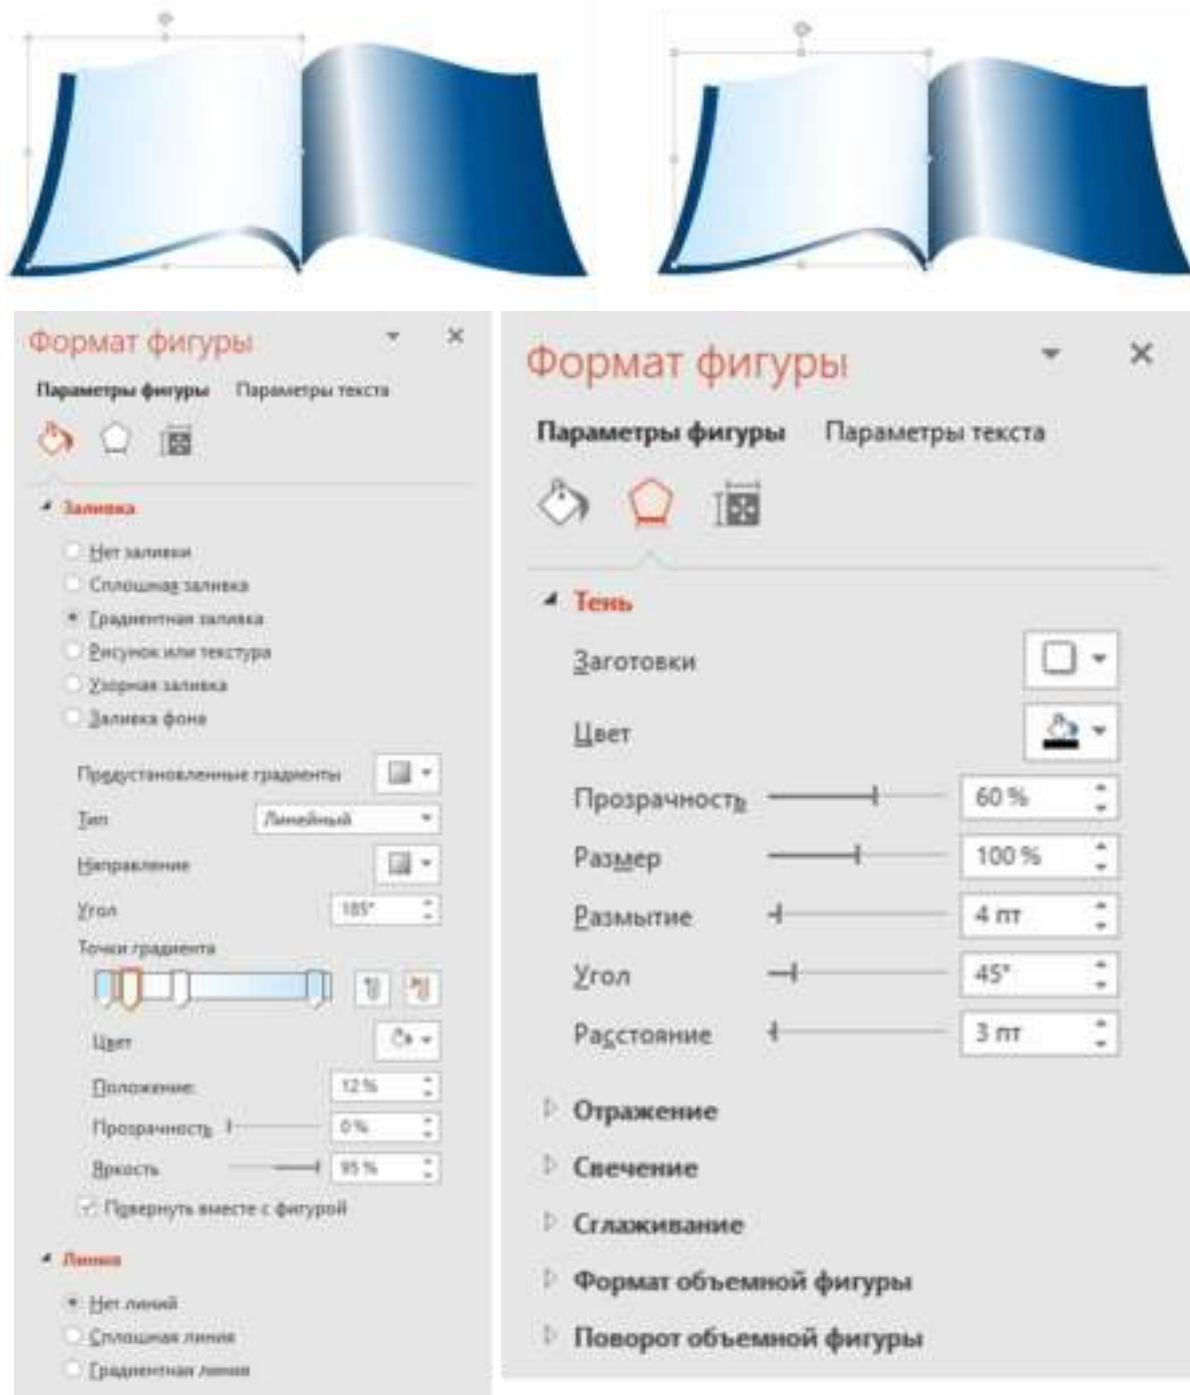 Формат фигуры
Параметры фигуры Параметры текста
Заливка
Нет заливки
Сплошная заливка
Градиентная заливка
Рисунок или текстура
Узорная заливка
Заливка фона
Предустановленные градиенты
Тип Линейный
Направление
Угол 185°
Точки градиента
Цвет
Положение: 12 %
Прозрачность 0 %
Яркость 95 %
Повернуть вместе с фигурой
Линия
Нет линий
Сплошная линия
Градиентная линия
Формат фигуры
Параметры фигуры Параметры текста
Тень
Заготовки
Цвет
Прозрачность 60 %
Размер 100 %
Размытие 4 пт
Угол 45°
Расстояние 3 пт
Отражение
Свечение
Сглаживание
Формат объемной фигуры
Поворот объемной фигуры